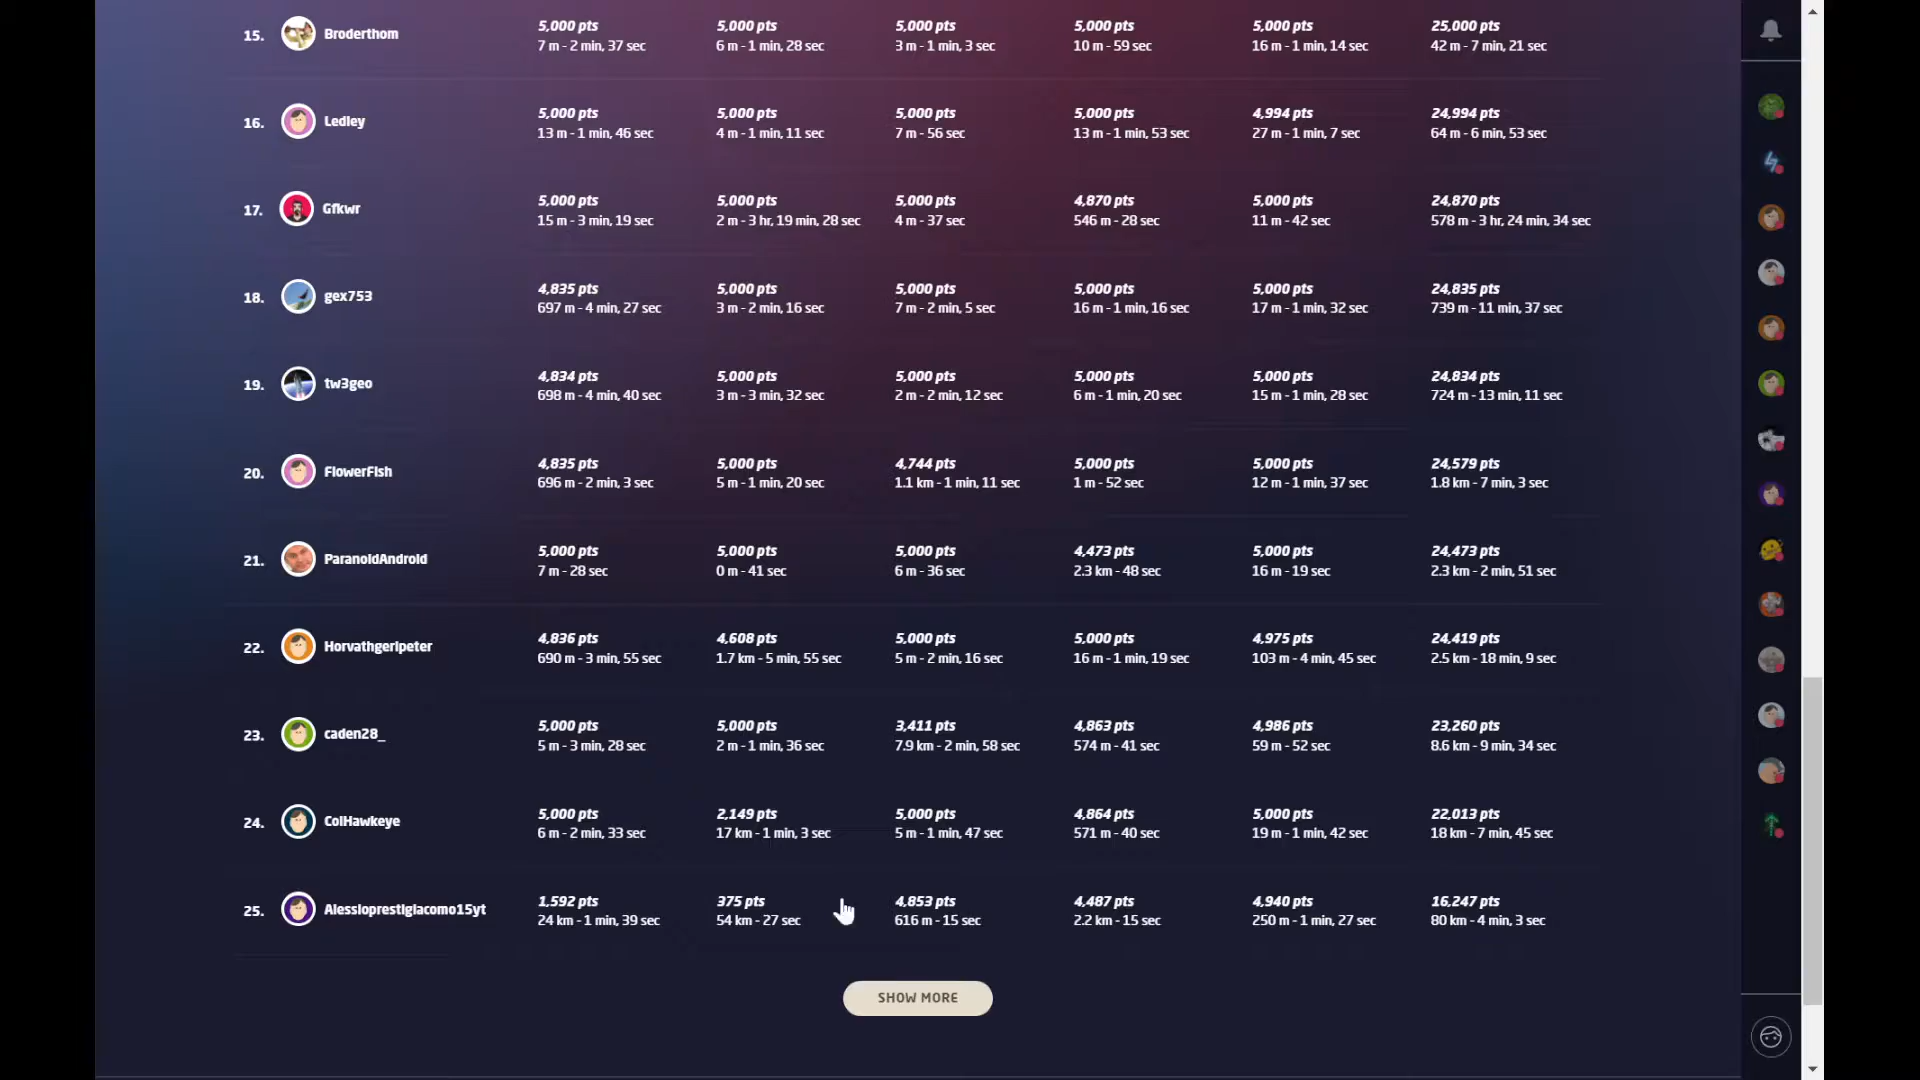 15. Broderthom 5,000 pts 5,000 pts 5,000 pts 5,000 pts 5,000 pts 25,000 pts
7 m - 2 min, 37 sec 6 m - 1 min, 28 sec 3 m - 1 min, 3 sec 10 m - 59 sec 16 m - 1 min, 14 sec 42 m - 7 min, 21 sec
16. Ledley 5,000 pts 5,000 pts 5,000 pts 5,000 pts 4,994 pts 24,994 pts
13 m - 1 min, 46 sec 4 m - 1 min, 11 sec 7 m - 56 sec 13 m - 1 min, 53 sec 27 m - 1 min, 7 sec 64 m - 6 min, 53 sec
17. Gfkwr 5,000 pts 5,000 pts 5,000 pts 4,870 pts 5,000 pts 24,870 pts
15 m - 3 min, 19 sec 2 m - 3 hr, 19 min, 28 sec 4 m - 37 sec 546 m - 28 sec 11 m - 42 sec 578 m - 3 hr, 24 min, 34 sec
18. gex753 4,835 pts 5,000 pts 5,000 pts 5,000 pts 5,000 pts 24,835 pts
697 m - 4 min, 27 sec 3 m - 2 min, 16 sec 7 m - 2 min, 5 sec 16 m - 1 min, 16 sec 17 m - 1 min, 32 sec 739 m - 11 min, 37 sec
19. tw3geo 4,834 pts 5,000 pts 5,000 pts 5,000 pts 5,000 pts 24,834 pts
698 m - 4 min, 40 sec 3 m - 3 min, 32 sec 2 m - 2 min, 12 sec 6 m - 1 min, 20 sec 15 m - 1 min, 28 sec 724 m - 13 min, 11 sec
20. FlowerFish 4,835 pts 5,000 pts 4,744 pts 5,000 pts 5,000 pts 24,579 pts
696 m - 2 min, 3 sec 5 m - 1 min, 20 sec 1.1 km - 1 min, 11 sec 1 m - 52 sec 12 m - 1 min, 37 sec 1.8 km - 7 min, 3 sec
21. ParanoidAndroid 5,000 pts 5,000 pts 5,000 pts 4,473 pts 5,000 pts 24,473 pts
7 m - 28 sec 0 m - 41 sec 6 m - 36 sec 2.3 km - 48 sec 16 m - 19 sec 2.3 km - 2 min, 51 sec
22. Horvathgeripeter 4,836 pts 4,608 pts 5,000 pts 5,000 pts 4,975 pts 24,419 pts
690 m - 3 min, 55 sec 1.7 km - 5 min, 55 sec 5 m - 2 min, 16 sec 16 m - 1 min, 19 sec 103 m - 4 min, 45 sec 2.5 km - 18 min, 9 sec
23. caden28_ 5,000 pts 5,000 pts 3,411 pts 4,863 pts 4,986 pts 23,260 pts
5 m - 3 min, 28 sec 2 m - 1 min, 36 sec 7.9 km - 2 min, 58 sec 574 m - 41 sec 59 m - 52 sec 8.6 km - 9 min, 34 sec
24. ColHawkeye 5,000 pts 2,149 pts 5,000 pts 4,864 pts 5,000 pts 22,013 pts
6 m - 2 min, 33 sec 17 km - 1 min, 3 sec 5 m - 1 min, 47 sec 571 m - 40 sec 19 m - 1 min, 42 sec 18 km - 7 min, 45 sec
25. Alessioprestigiacomo15yt 1,592 pts 375 pts 4,853 pts 4,487 pts 4,940 pts 16,247 pts
24 km - 1 min, 39 sec 54 km - 27 sec 616 m - 15 sec 2.2 km - 15 sec 250 m - 1 min, 27 sec 80 km - 4 min, 3 sec
SHOW MORE